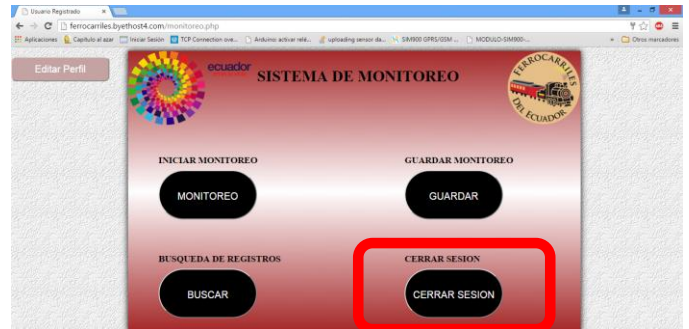 Usuario Registrado
ferrocarriles.byethost4.com/monitoreo.php
Aplicaciones Capitulo al azar Iniciar Sesión TCP Connection ove... Arduino activar relé... uploading sensor da... SIM900 GPRS/GSM ... MODULO-SIM900-... Otros marcadores
Editar Perfil
ecuador
SISTEMA DE MONITOREO
FERROCARRILES
DEL ECUADOR
INICIAR MONITOREO
GUARDAR MONITOREO
MONITOREO
GUARDAR
BUSQUEDA DE REGISTROS
CERRAR SESION
BUSCAR
CERRAR SESION